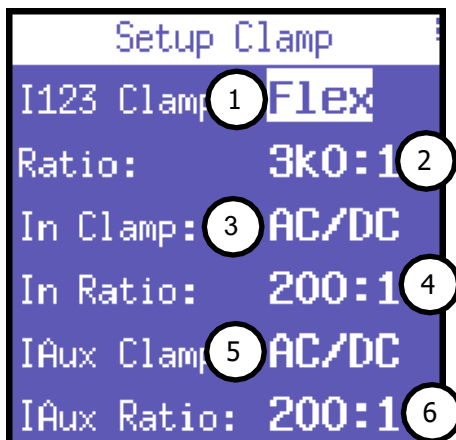 Setup Clamp
I123 Clamp 1 Flex
Ratio: 3k0:1 2
In Clamp: 3 AC/DC
In Ratio: 200:1 4
IAux Clamp 5 AC/DC
IAux Ratio: 200:1 6